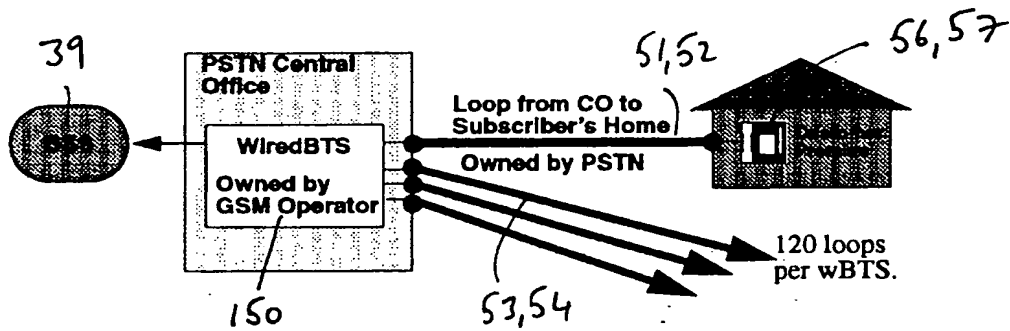 39
51,52
56,57
PSTN Central
Office
Loop from CO to
Subscriber's Home
WiredBTS
Owned by PSTN
Owned by
GSM Operator
120 loops
per wBTS.
150
53,54